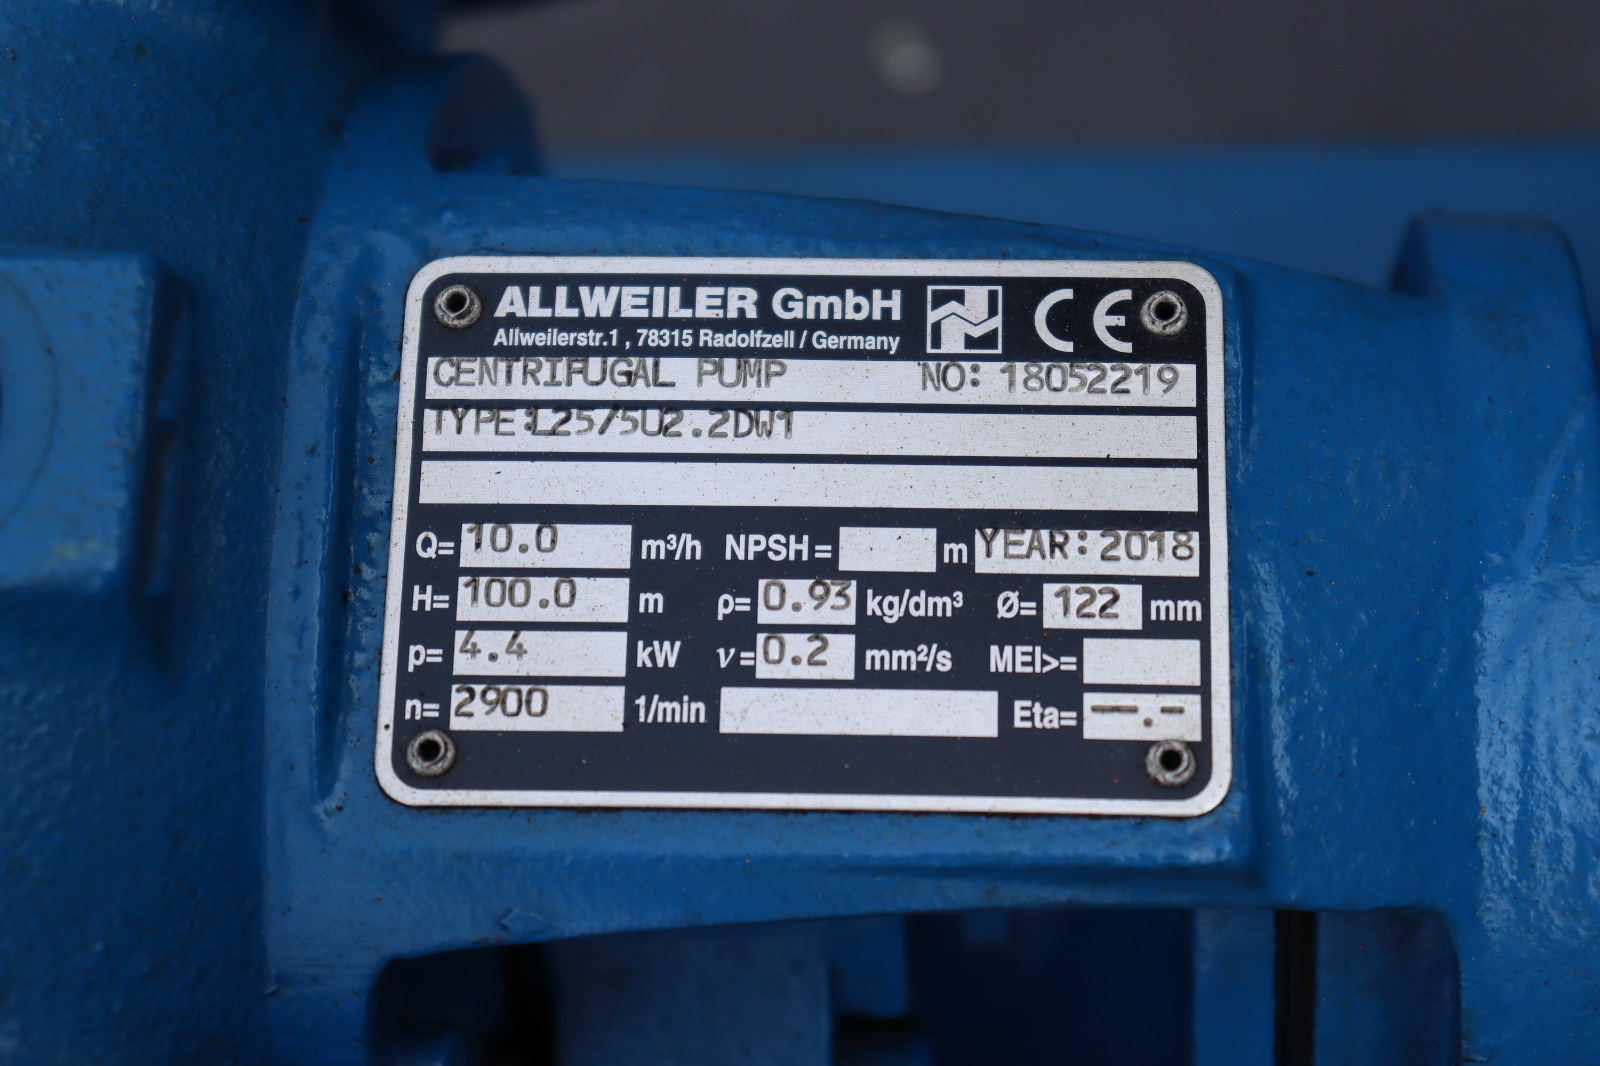 ALLWEILER GmbH CE
Allweilerstr.1 , 78315 Radolfzell / Germany
CENTRIFUGAL PUMP NO: 18052219
TYPE:L25/5U2.2DW1
Q= 10.0 m³/h NPSH= m YEAR: 2018
H= 100.0 m ρ= 0.93 kg/dm³ Ø= 122 mm
p= 4.4 kW ν= 0.2 mm²/s MEI>=
n= 2900 1/min Eta= --.-